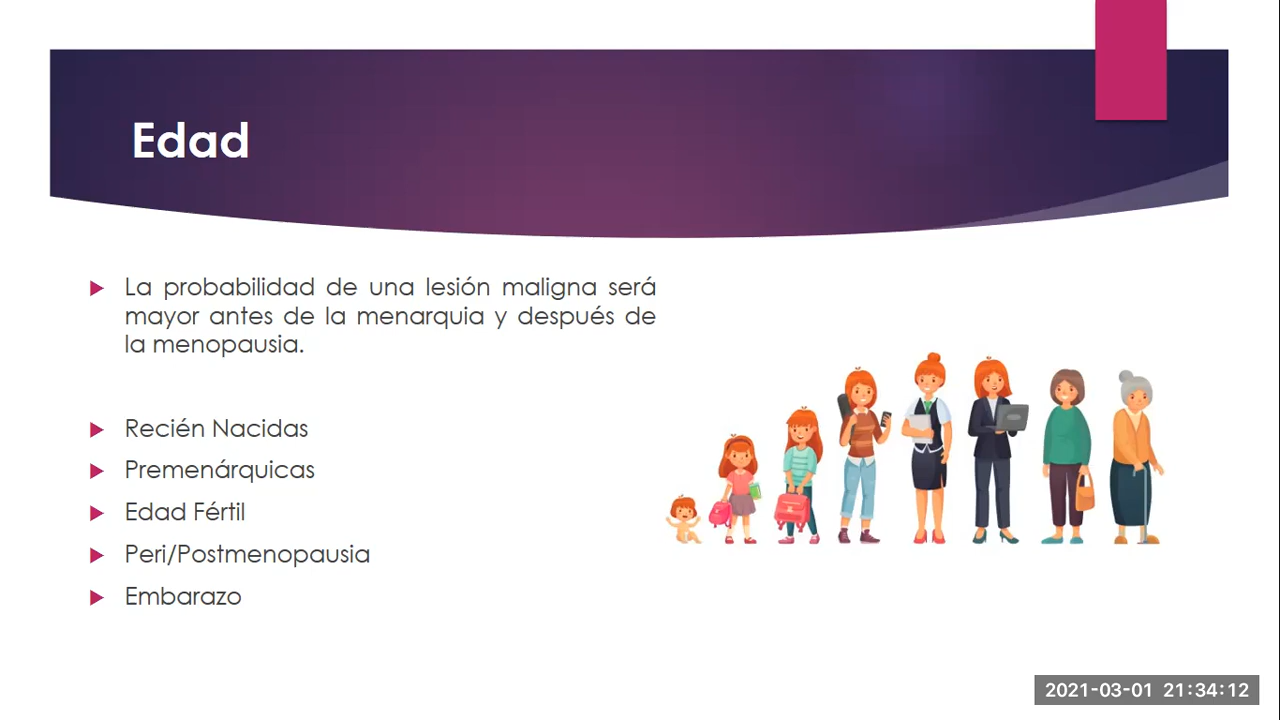 Edad
La probabilidad de una lesión maligna será
mayor antes de la menarquia y después de
la menopausia.
Recién Nacidas
Premenárquicas
Edad Fértil
Peri/Postmenopausia
Embarazo
2021-03-01 21:34:12